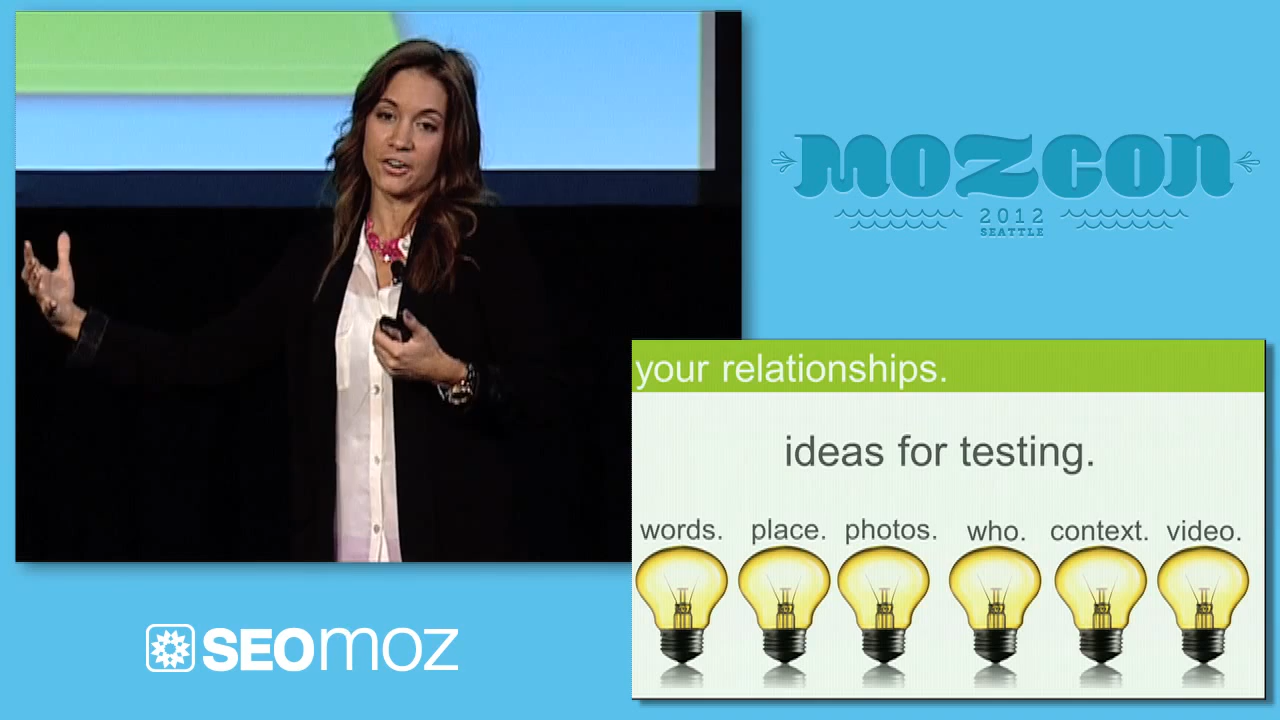 MOZCON
2012
SEATTLE
your relationships.
ideas for testing.
words. place. photos. who. context. video.
SEOmoz